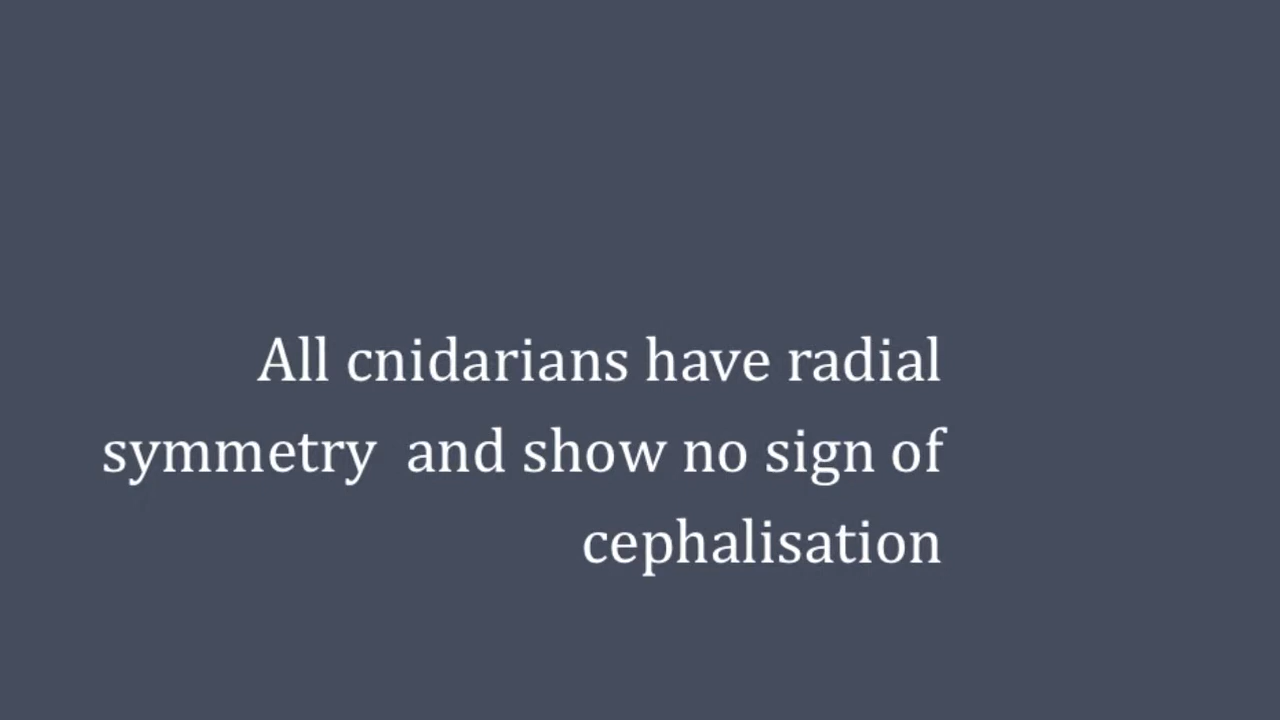 All cnidarians have radial
symmetry  and show no sign of
cephalisation